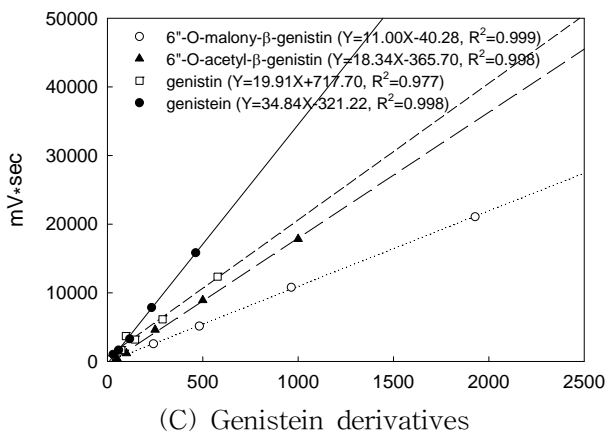 50000
40000
30000
20000
10000
0
mV*sec
6"-O-malony-β-genistin (Y=11.00X-40.28, R²=0.999)
6"-O-acetyl-β-genistin (Y=18.34X-365.70, R²=0.998)
genistin (Y=19.91X+717.70, R²=0.977)
genistein (Y=34.84X-321.22, R²=0.998)
0 500 1000 1500 2000 2500
(C) Genistein derivatives